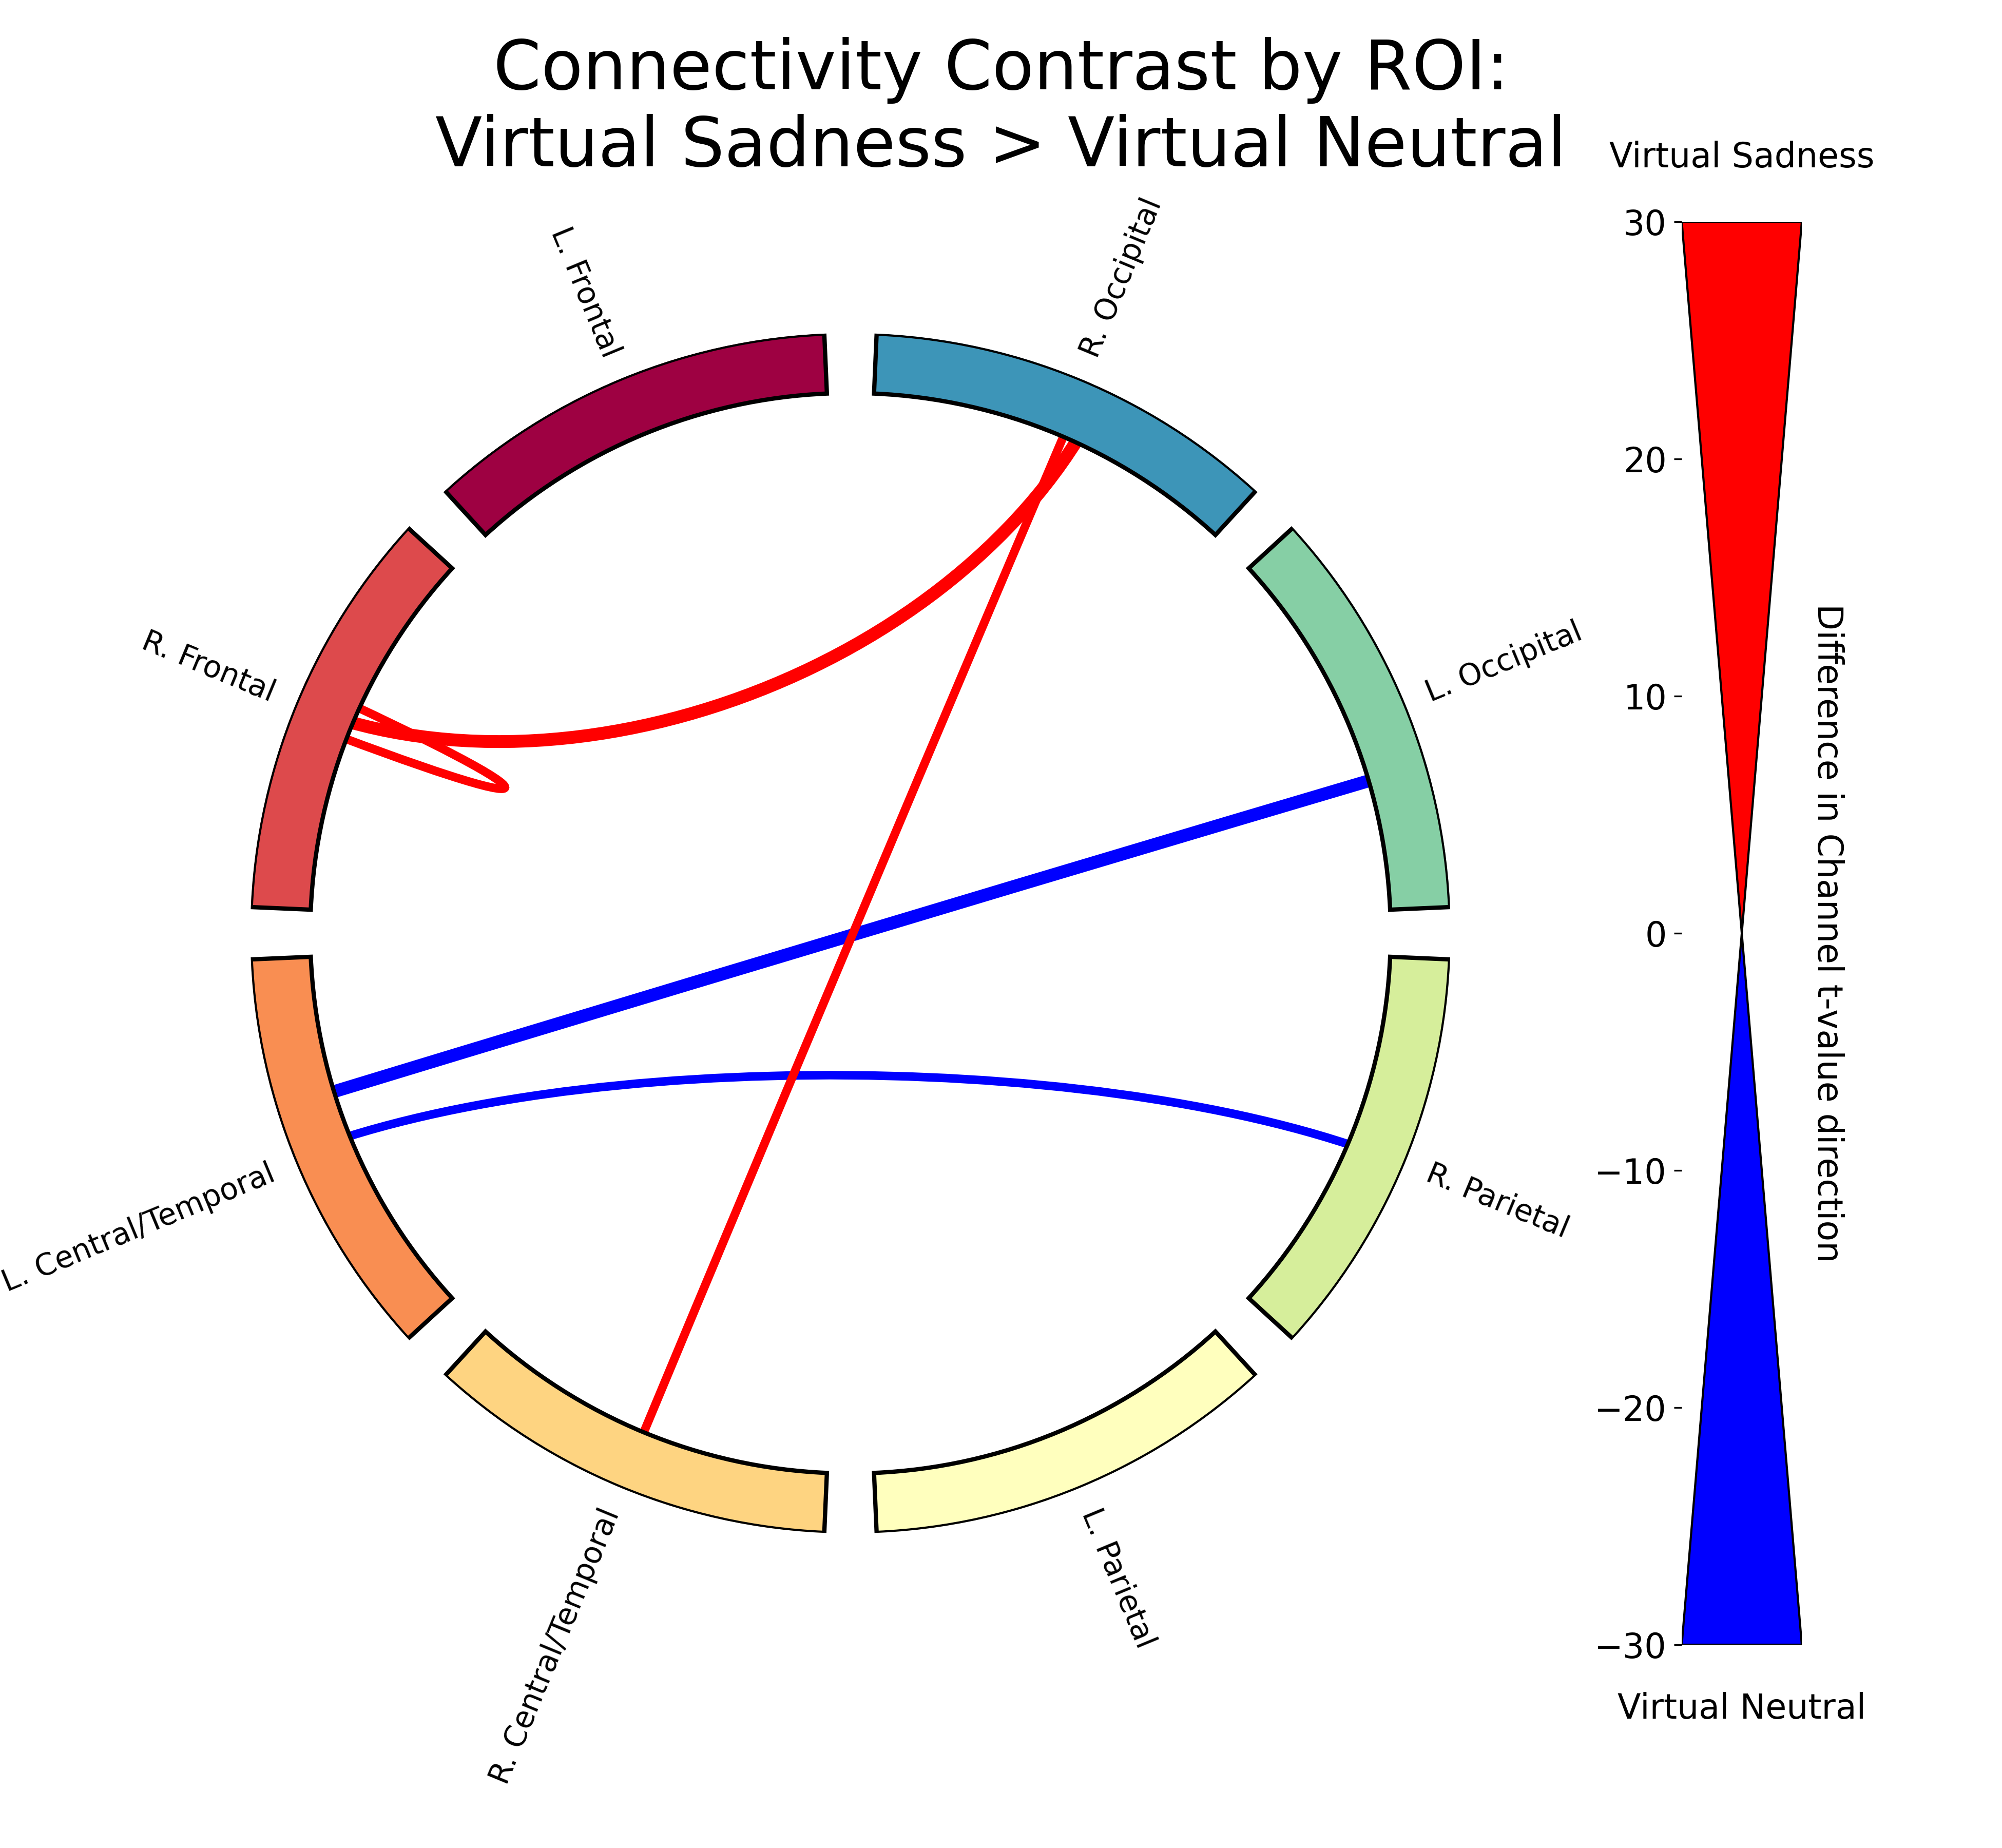 Connectivity Contrast by ROI:
Virtual Sadness > Virtual Neutral
Virtual Sadness
L. Frontal
R. Occipital
R. Frontal
L. Occipital
L. Central/Temporal
R. Parietal
R. Central/Temporal
L. Parietal
30
20
10
0
−10
−20
−30
Difference in Channel t-value direction
Virtual Neutral